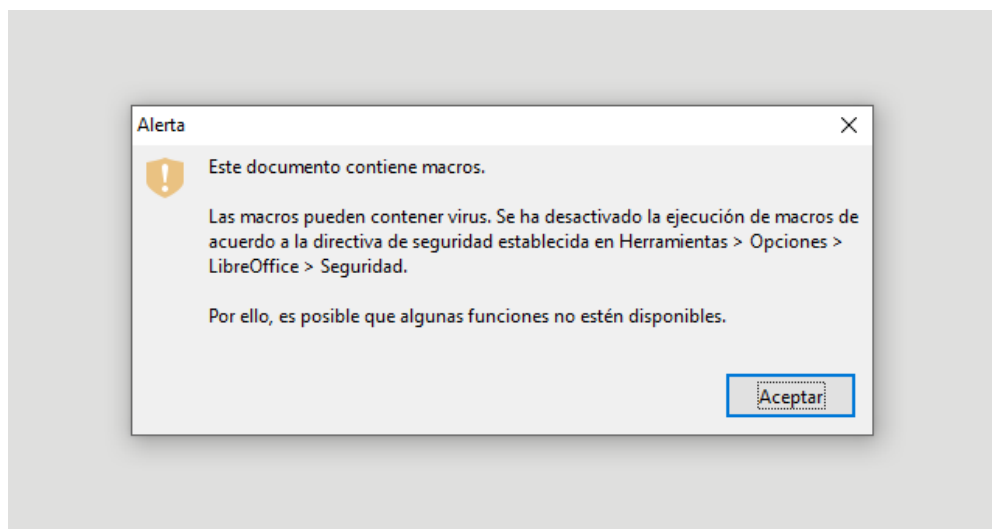 Alerta
Este documento contiene macros.
Las macros pueden contener virus. Se ha desactivado la ejecución de macros de
acuerdo a la directiva de seguridad establecida en Herramientas > Opciones >
LibreOffice > Seguridad.
Por ello, es posible que algunas funciones no estén disponibles.
Aceptar